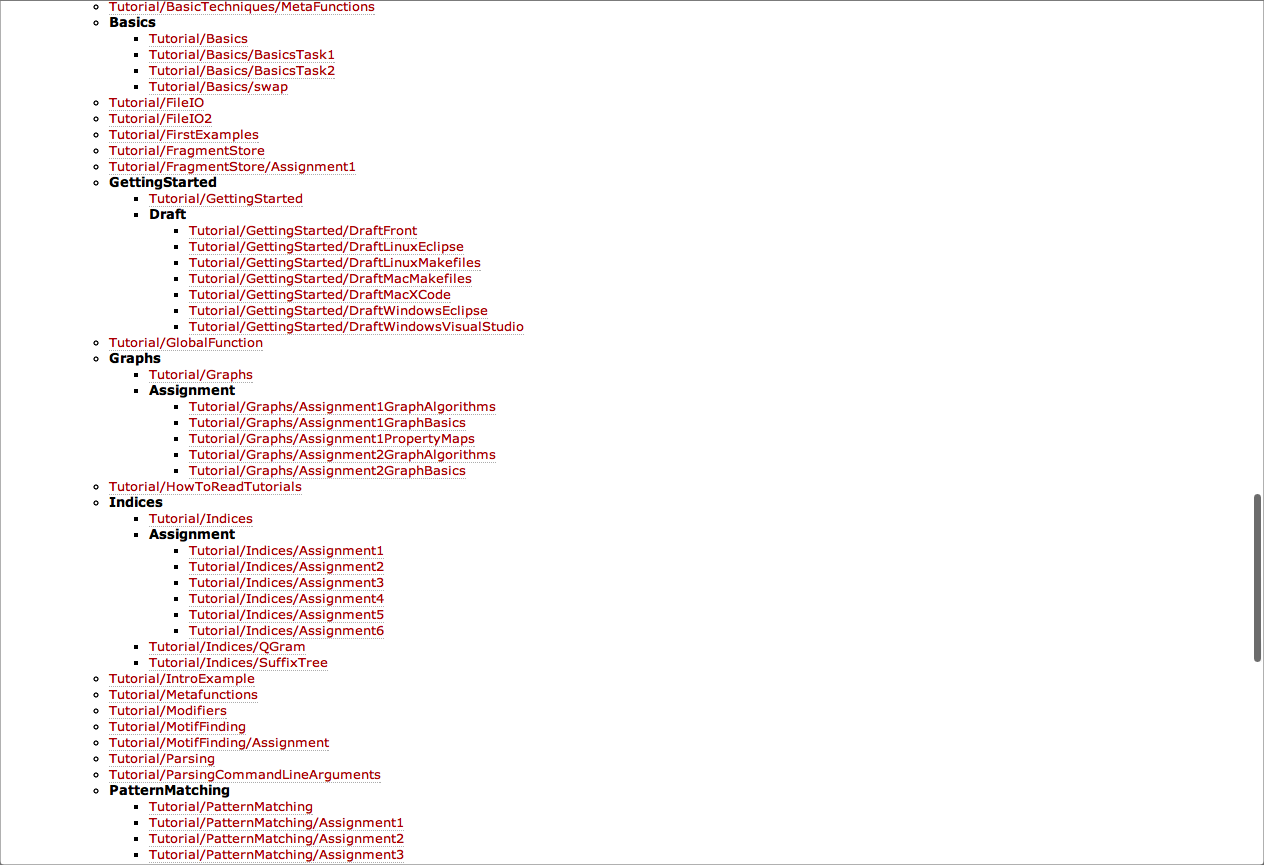 Tutorial/BasicTechniques/MetaFunctions
Basics
Tutorial/Basics
Tutorial/Basics/BasicsTask1
Tutorial/Basics/BasicsTask2
Tutorial/Basics/swap
Tutorial/FileIO
Tutorial/FileIO2
Tutorial/FirstExamples
Tutorial/FragmentStore
Tutorial/FragmentStore/Assignment1
GettingStarted
Tutorial/GettingStarted
Draft
Tutorial/GettingStarted/DraftFront
Tutorial/GettingStarted/DraftLinuxEclipse
Tutorial/GettingStarted/DraftLinuxMakefiles
Tutorial/GettingStarted/DraftMacMakefiles
Tutorial/GettingStarted/DraftMacXCode
Tutorial/GettingStarted/DraftWindowsEclipse
Tutorial/GettingStarted/DraftWindowsVisualStudio
Tutorial/GlobalFunction
Graphs
Tutorial/Graphs
Assignment
Tutorial/Graphs/Assignment1GraphAlgorithms
Tutorial/Graphs/Assignment1GraphBasics
Tutorial/Graphs/Assignment1PropertyMaps
Tutorial/Graphs/Assignment2GraphAlgorithms
Tutorial/Graphs/Assignment2GraphBasics
Tutorial/HowToReadTutorials
Indices
Tutorial/Indices
Assignment
Tutorial/Indices/Assignment1
Tutorial/Indices/Assignment2
Tutorial/Indices/Assignment3
Tutorial/Indices/Assignment4
Tutorial/Indices/Assignment5
Tutorial/Indices/Assignment6
Tutorial/Indices/QGram
Tutorial/Indices/SuffixTree
Tutorial/IntroExample
Tutorial/Metafunctions
Tutorial/Modifiers
Tutorial/MotifFinding
Tutorial/MotifFinding/Assignment
Tutorial/Parsing
Tutorial/ParsingCommandLineArguments
PatternMatching
Tutorial/PatternMatching
Tutorial/PatternMatching/Assignment1
Tutorial/PatternMatching/Assignment2
Tutorial/PatternMatching/Assignment3